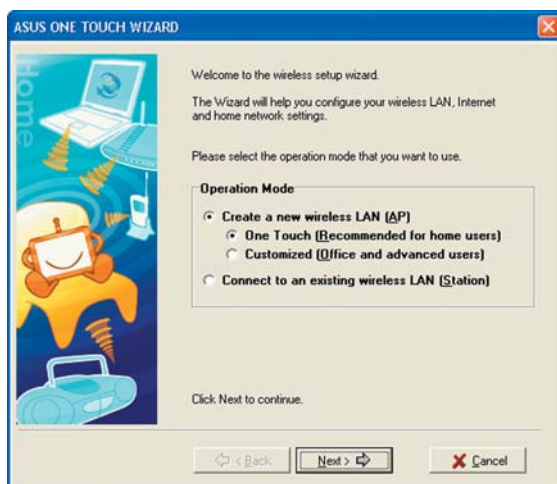 ASUS ONE TOUCH WIZARD
Home
Welcome to the wireless setup wizard.
The Wizard will help you configure your wireless LAN, Internet
and home network settings.
Please select the operation mode that you want to use.
Operation Mode
Create a new wireless LAN (AP)
One Touch (Recommended for home users)
Customized (Office and advanced users)
Connect to an existing wireless LAN (Station)
Click Next to continue.
< Back
Next >
Cancel